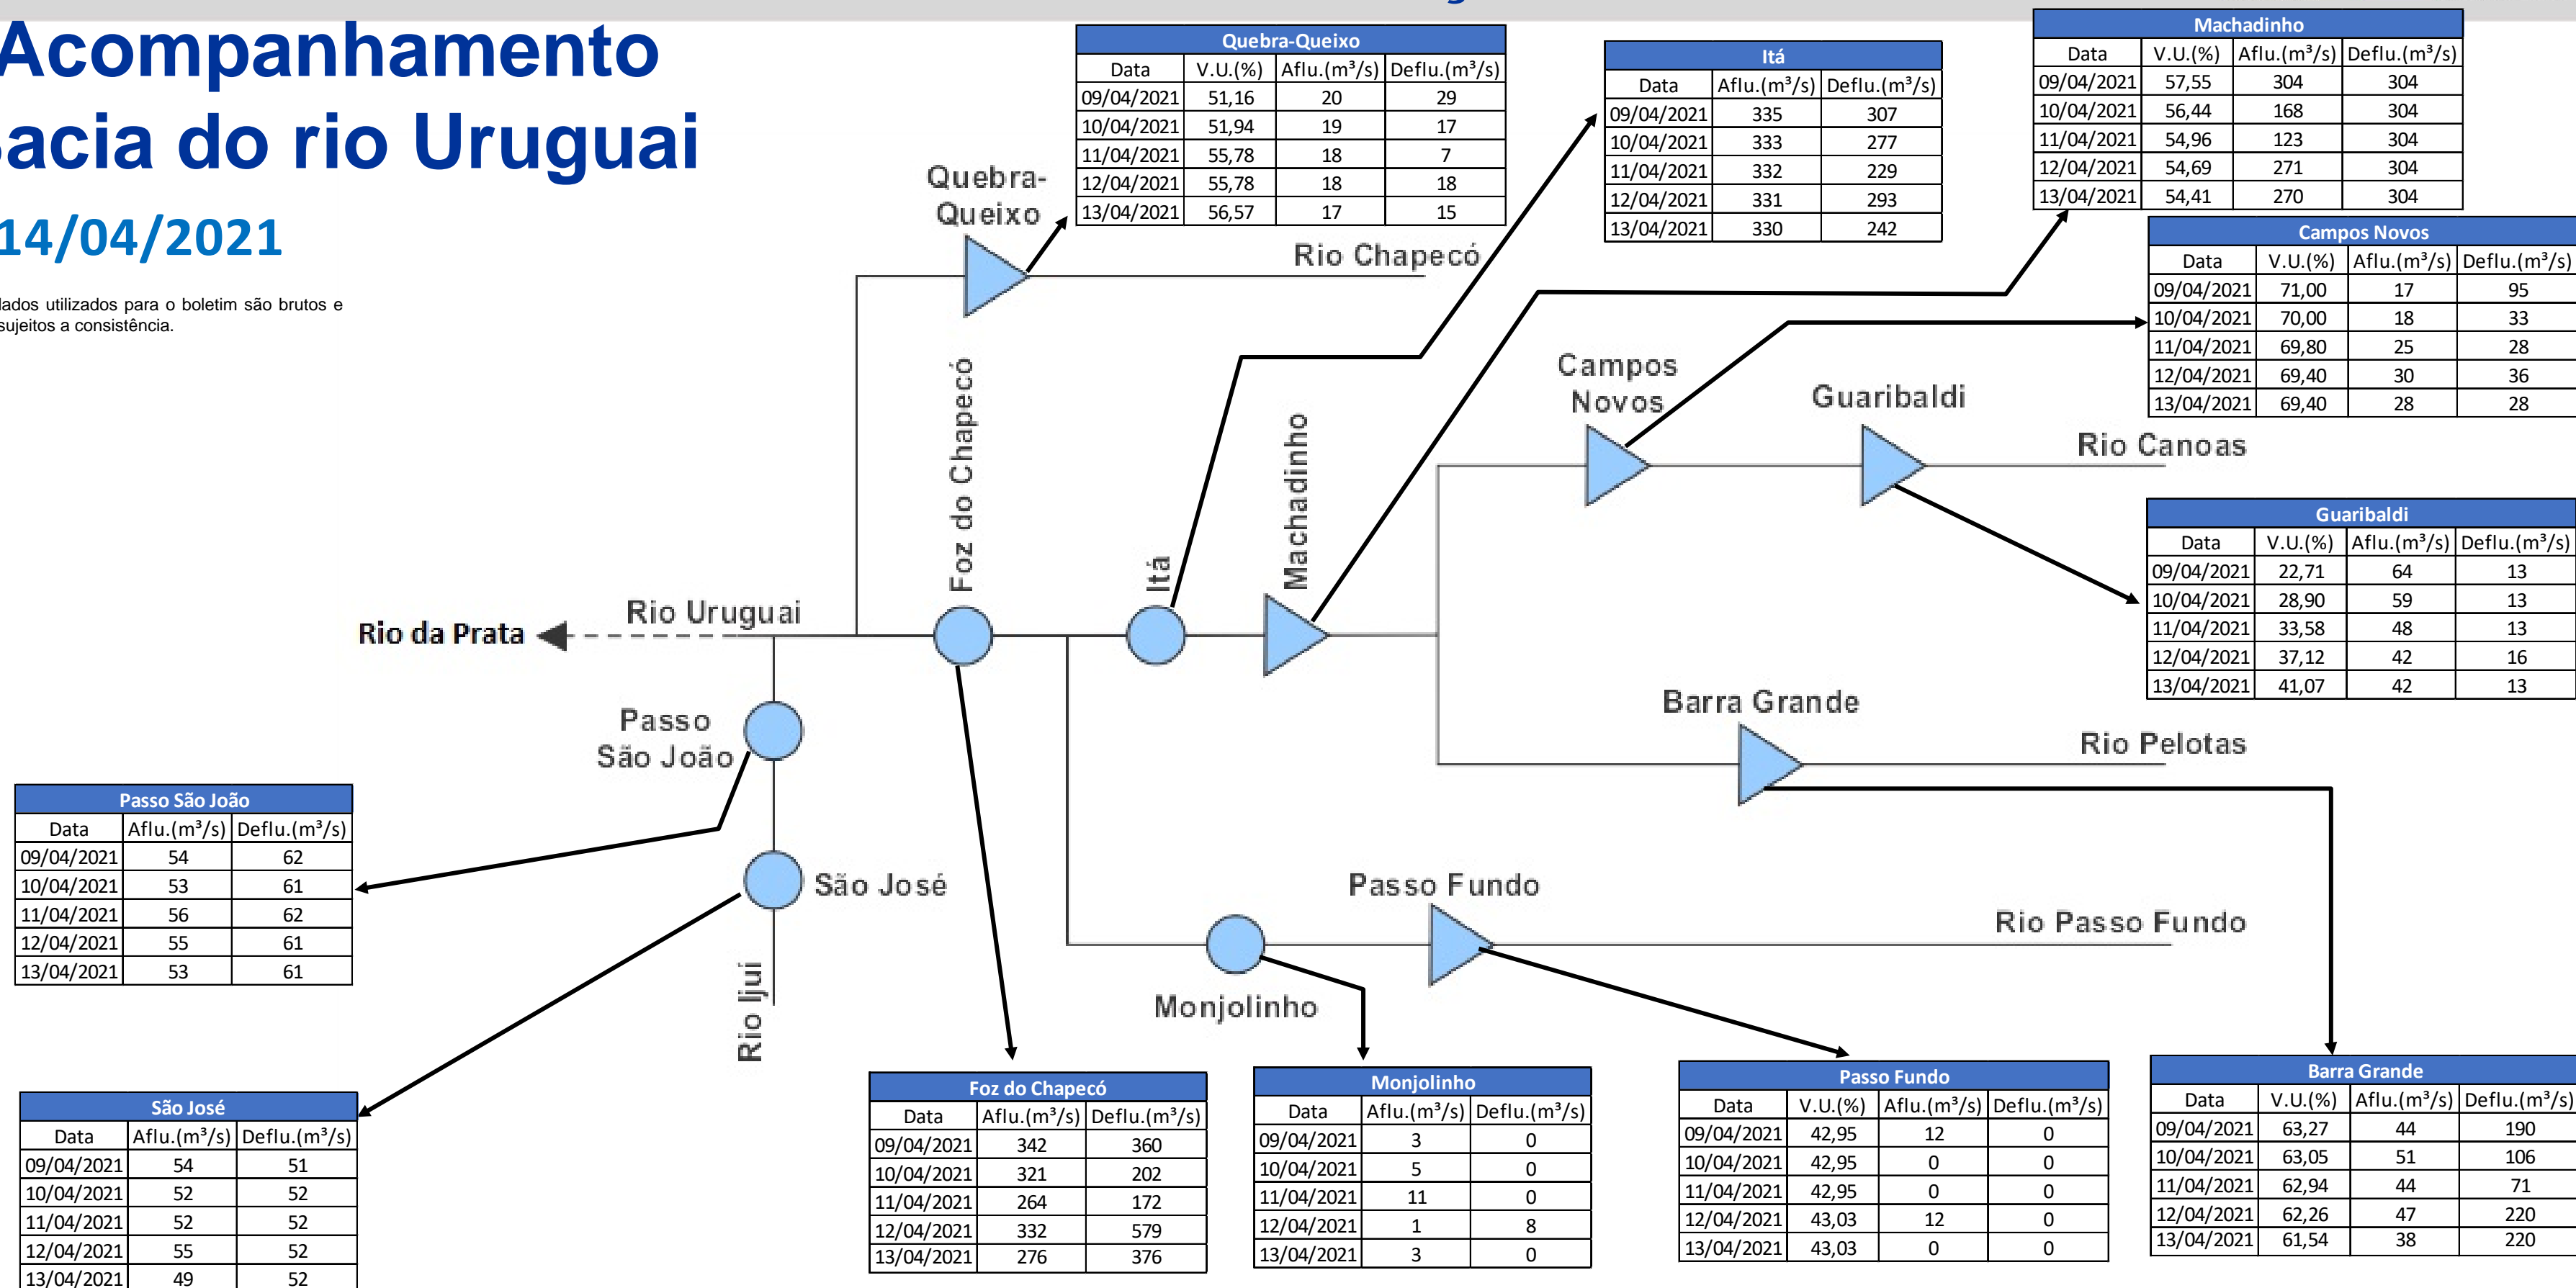 Acompanhamento
acia do rio Uruguai
14/04/2021
lados utilizados para o boletim são brutos e
sujeitos a consistência.
Quebra-Queixo
Data V.U.(%) Aflu.(m³/s) Deflu.(m³/s)
09/04/2021 51,16 20 29
10/04/2021 51,94 19 17
11/04/2021 55,78 18 7
12/04/2021 55,78 18 18
13/04/2021 56,57 17 15
Itá
Data Aflu.(m³/s) Deflu.(m³/s)
09/04/2021 335 307
10/04/2021 333 277
11/04/2021 332 229
12/04/2021 331 293
13/04/2021 330 242
Machadinho
Data V.U.(%) Aflu.(m³/s) Deflu.(m³/s)
09/04/2021 57,55 304 304
10/04/2021 56,44 168 304
11/04/2021 54,96 123 304
12/04/2021 54,69 271 304
13/04/2021 54,41 270 304
Campos Novos
Data V.U.(%) Aflu.(m³/s) Deflu.(m³/s)
09/04/2021 71,00 17 95
10/04/2021 70,00 18 33
11/04/2021 69,80 25 28
12/04/2021 69,40 30 36
13/04/2021 69,40 28 28
Quebra-
Queixo
Rio Chapecó
Foz do Chapecó
Itá
Machadinho
Campos
Novos
Guaribaldi
Rio Canoas
Guaribaldi
Data V.U.(%) Aflu.(m³/s) Deflu.(m³/s)
09/04/2021 22,71 64 13
10/04/2021 28,90 59 13
11/04/2021 33,58 48 13
12/04/2021 37,12 42 16
13/04/2021 41,07 42 13
Rio da Prata
Rio Uruguai
Passo
São João
São José
Rio Ijuí
Barra Grande
Rio Pelotas
Passo Fundo
Rio Passo Fundo
Monjolinho
Passo São João
Data Aflu.(m³/s) Deflu.(m³/s)
09/04/2021 54 62
10/04/2021 53 61
11/04/2021 56 62
12/04/2021 55 61
13/04/2021 53 61
São José
Data Aflu.(m³/s) Deflu.(m³/s)
09/04/2021 54 51
10/04/2021 52 52
11/04/2021 52 52
12/04/2021 55 52
13/04/2021 49 52
Foz do Chapecó
Data Aflu.(m³/s) Deflu.(m³/s)
09/04/2021 342 360
10/04/2021 321 202
11/04/2021 264 172
12/04/2021 332 579
13/04/2021 276 376
Monjolinho
Data Aflu.(m³/s) Deflu.(m³/s)
09/04/2021 3 0
10/04/2021 5 0
11/04/2021 11 0
12/04/2021 1 8
13/04/2021 3 0
Passo Fundo
Data V.U.(%) Aflu.(m³/s) Deflu.(m³/s)
09/04/2021 42,95 12 0
10/04/2021 42,95 0 0
11/04/2021 42,95 0 0
12/04/2021 43,03 12 0
13/04/2021 43,03 0 0
Barra Grande
Data V.U.(%) Aflu.(m³/s) Deflu.(m³/s)
09/04/2021 63,27 44 190
10/04/2021 63,05 51 106
11/04/2021 62,94 44 71
12/04/2021 62,26 47 220
13/04/2021 61,54 38 220